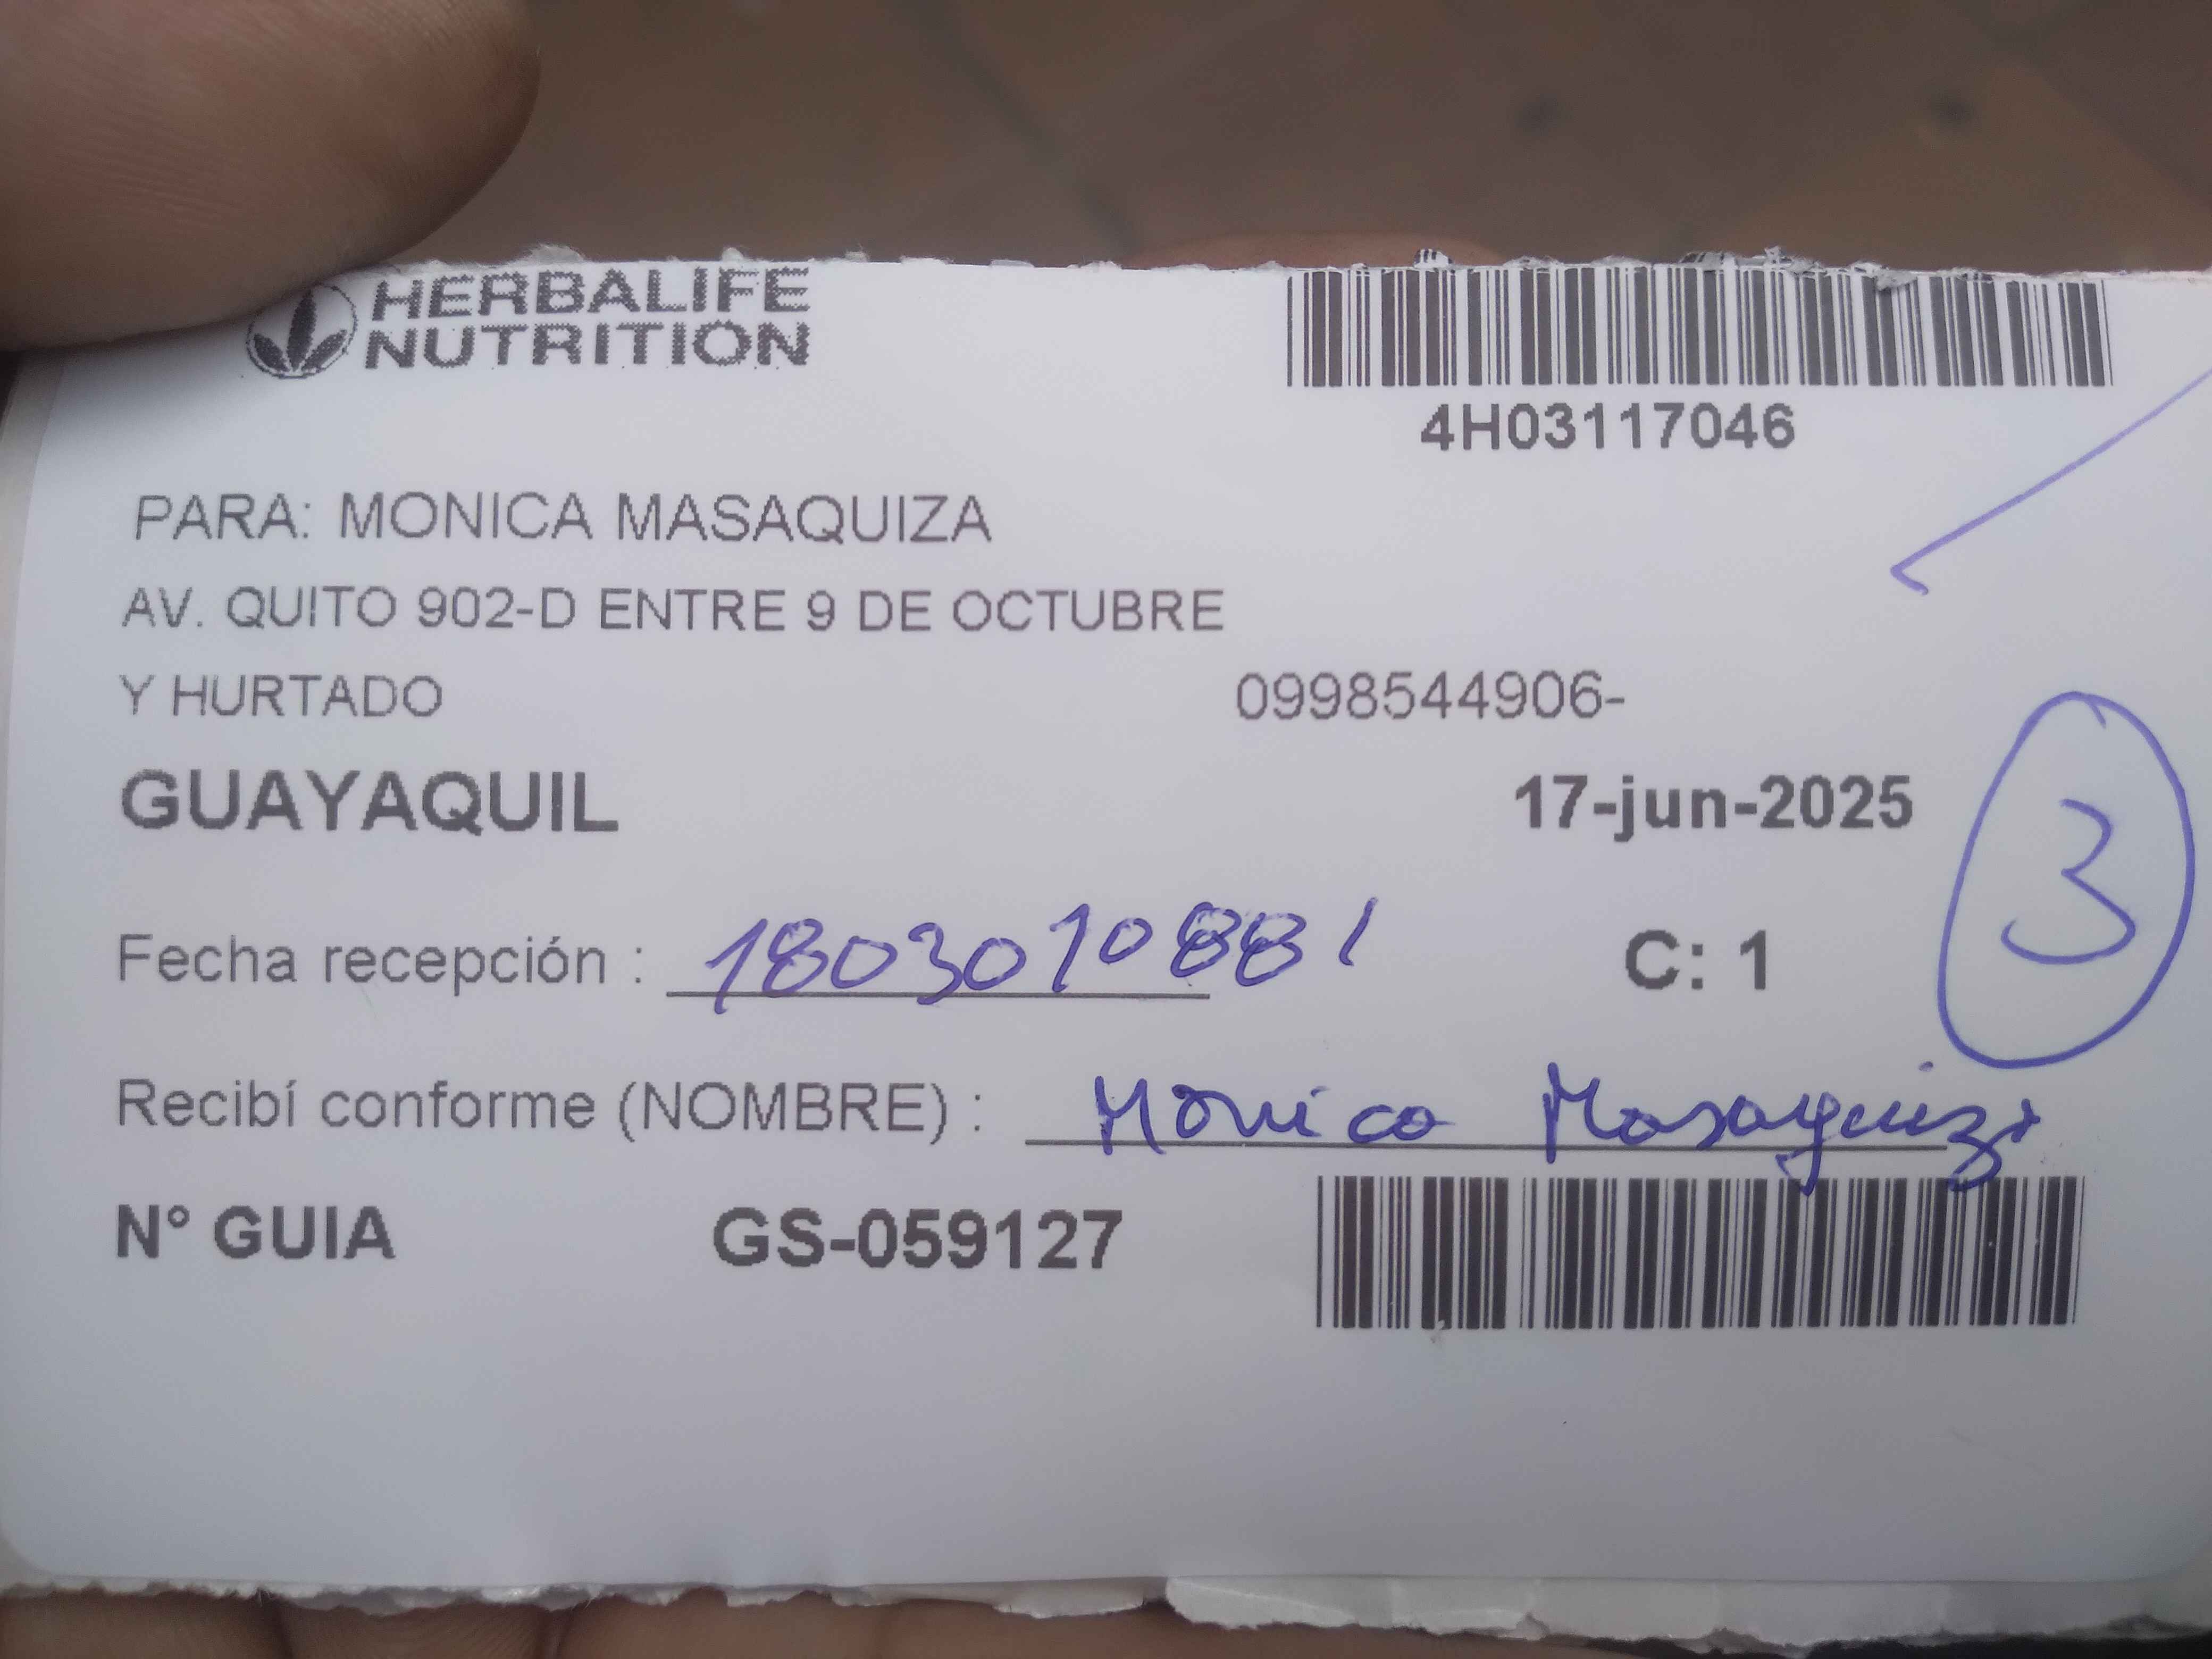 HERBALIFE
NUTRITION
4H03117046
PARA: MONICA MASAQUIZA
AV. QUITO 902-D ENTRE 9 DE OCTUBRE
Y HURTADO 0998544906-
GUAYAQUIL 17-jun-2025
3
Fecha recepción : 1803010881 C: 1
Recibí conforme (NOMBRE) : Monica Masaquiza
N° GUIA GS-059127